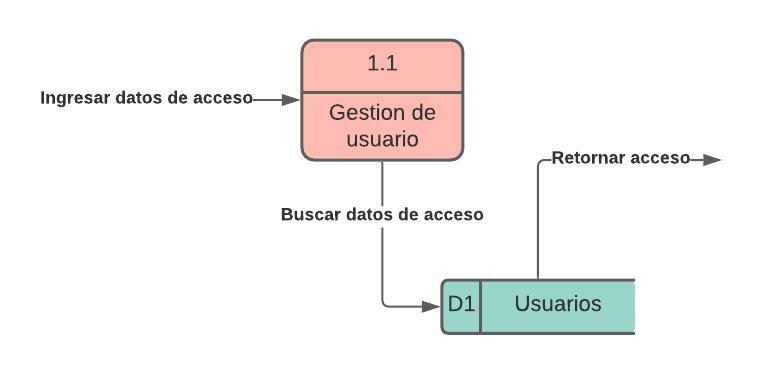 1.1
Ingresar datos de acceso
Gestion de
usuario
Retornar acceso
Buscar datos de acceso
D1
Usuarios